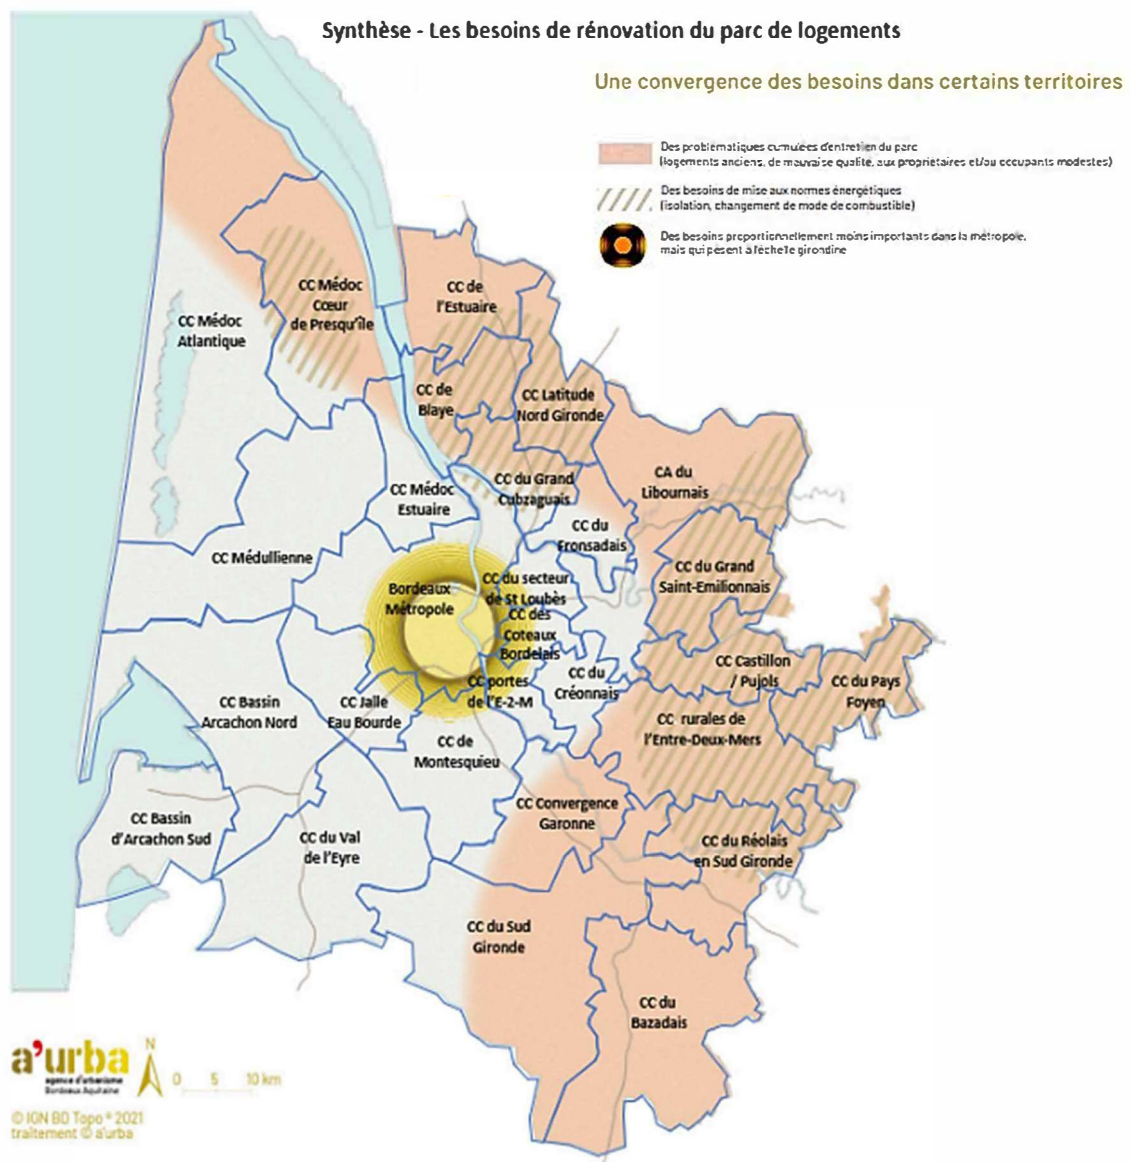 Synthèse - Les besoins de rénovation du parc de logements
Une convergence des besoins dans certains territoires
Des problématiques cumulées d'entretien du parc
(logements anciens, de mauvaise qualité, aux propriétaires et/ou occupants modestes)
Des besoins de mise aux normes énergétiques
(isolation, changement de mode de combustible)
Des besoins proportionnellement moins importants dans la métropole,
mais qui pèsent à l'échelle girondine
CC Médoc
Cœur
de Presqu'île
CC de
l'Estuaire
CC Médoc
Atlantique
CC de
Blaye
CC Latitude
Nord Gironde
CA du
Libournais
CC Médoc
Estuaire
CC du Grand
Cubzaguais
CC du
Fronsadais
CC Médullienne
CC du Grand
Saint-Emilionnais
Bordeaux
Métropole
CC du secteur
de St Loubès
CC des
Coteaux
Bordelais
CC portes
de l'E-2-M
CC du
Créonnais
CC Castillon
/ Pujols
CC du Pays
Foyen
CC Bassin
Arcachon Nord
CC Jalle
Eau Bourde
CC rurales de
l'Entre-Deux-Mers
CC de
Montesquieu
CC Convergence
Garonne
CC Bassin
d'Arcachon Sud
CC du Val
de l'Eyre
CC du Réolais
en Sud Gironde
CC du Sud
Gironde
CC du
Bazadais
a'urba
agence d'urbanisme
Bordeaux Aquitaine
N
0 5 10 km
© IGN BD Topo ® 2021
traitement © a'urba